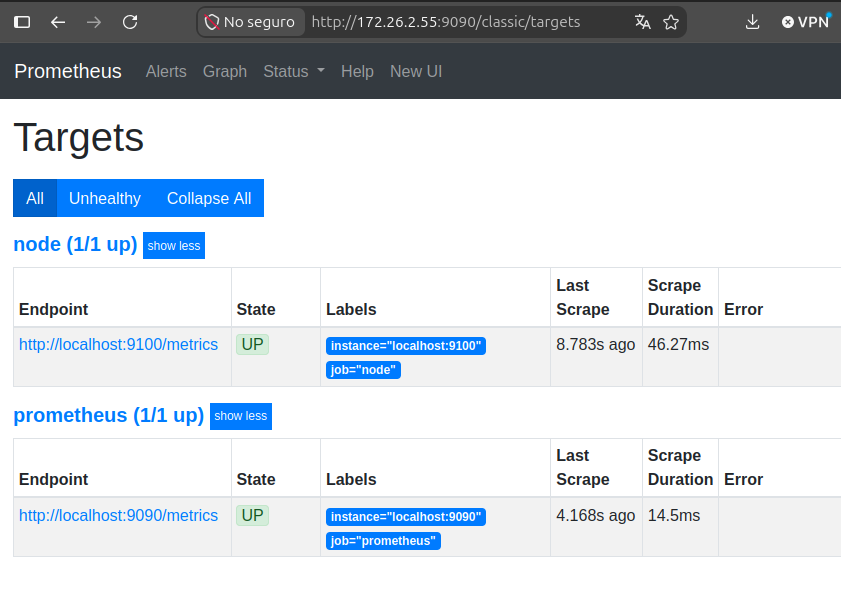 No seguro http://172.26.2.55:9090/classic/targets VPN
Prometheus Alerts Graph Status Help New UI
Targets
All Unhealthy Collapse All
node (1/1 up) show less
Endpoint State Labels Last Scrape Scrape Duration Error
http://localhost:9100/metrics UP instance="localhost:9100" 8.783s ago 46.27ms
job="node"
prometheus (1/1 up) show less
Endpoint State Labels Last Scrape Scrape Duration Error
http://localhost:9090/metrics UP instance="localhost:9090" 4.168s ago 14.5ms
job="prometheus"